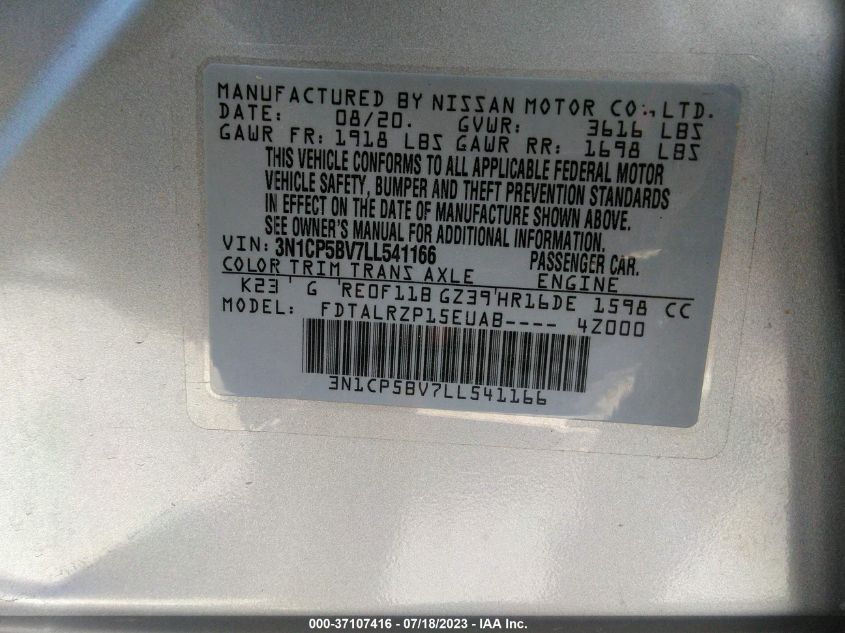 MANUFACTURED BY NISSAN MOTOR CO., LTD.
DATE: 08/20. GVWR: 3616 LBS
GAWR FR: 1918 LBS GAWR RR: 1698 LBS
THIS VEHICLE CONFORMS TO ALL APPLICABLE FEDERAL MOTOR
VEHICLE SAFETY, BUMPER AND THEFT PREVENTION STANDARDS
IN EFFECT ON THE DATE OF MANUFACTURE SHOWN ABOVE.
SEE OWNER'S MANUAL FOR ADDITIONAL INFORMATION.
VIN: 3N1CP5BV7LL541166 PASSENGER CAR.
COLOR TRIM TRANS AXLE ENGINE
K23 G RE0F11B GZ39 HR16DE 1598 CC
MODEL: FDTALRZP15EUAB---- 4Z000
3N1CP5BV7LL541166
000-37107416 - 07/18/2023 - IAA Inc.